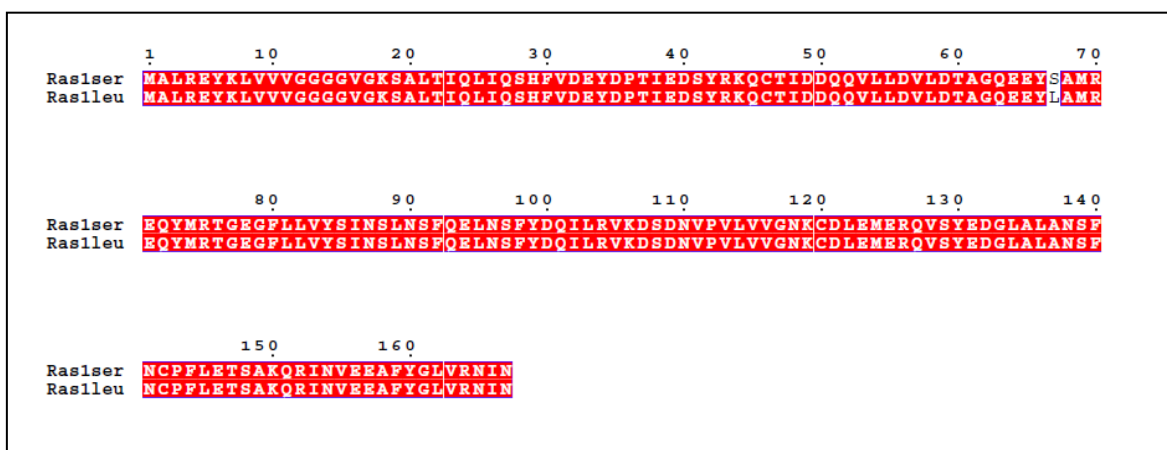 1 10 20 30 40 50 60 70
Ras1ser MALREYKLVVVGGGGVGKSALTIQLIQSHFVDEYDPTIEDSYRKQCTIDDQQVLLDVLDTAGQEEYSAMR
Ras1leu MALREYKLVVVGGGGVGKSALTIQLIQSHFVDEYDPTIEDSYRKQCTIDDQQVLLDVLDTAGQEEYLAMR
80 90 100 110 120 130 140
Ras1ser EQYMRTGEGFLLVYSINSLNSFQELNSFYDQILRVKDSDNVPVLVVGNKCDLEMERQVSYEDGLALANSF
Ras1leu EQYMRTGEGFLLVYSINSLNSFQELNSFYDQILRVKDSDNVPVLVVGNKCDLEMERQVSYEDGLALANSF
150 160
Ras1ser NCPFLETSAKQRINVEEAFYGLVRNIN
Ras1leu NCPFLETSAKQRINVEEAFYGLVRNIN